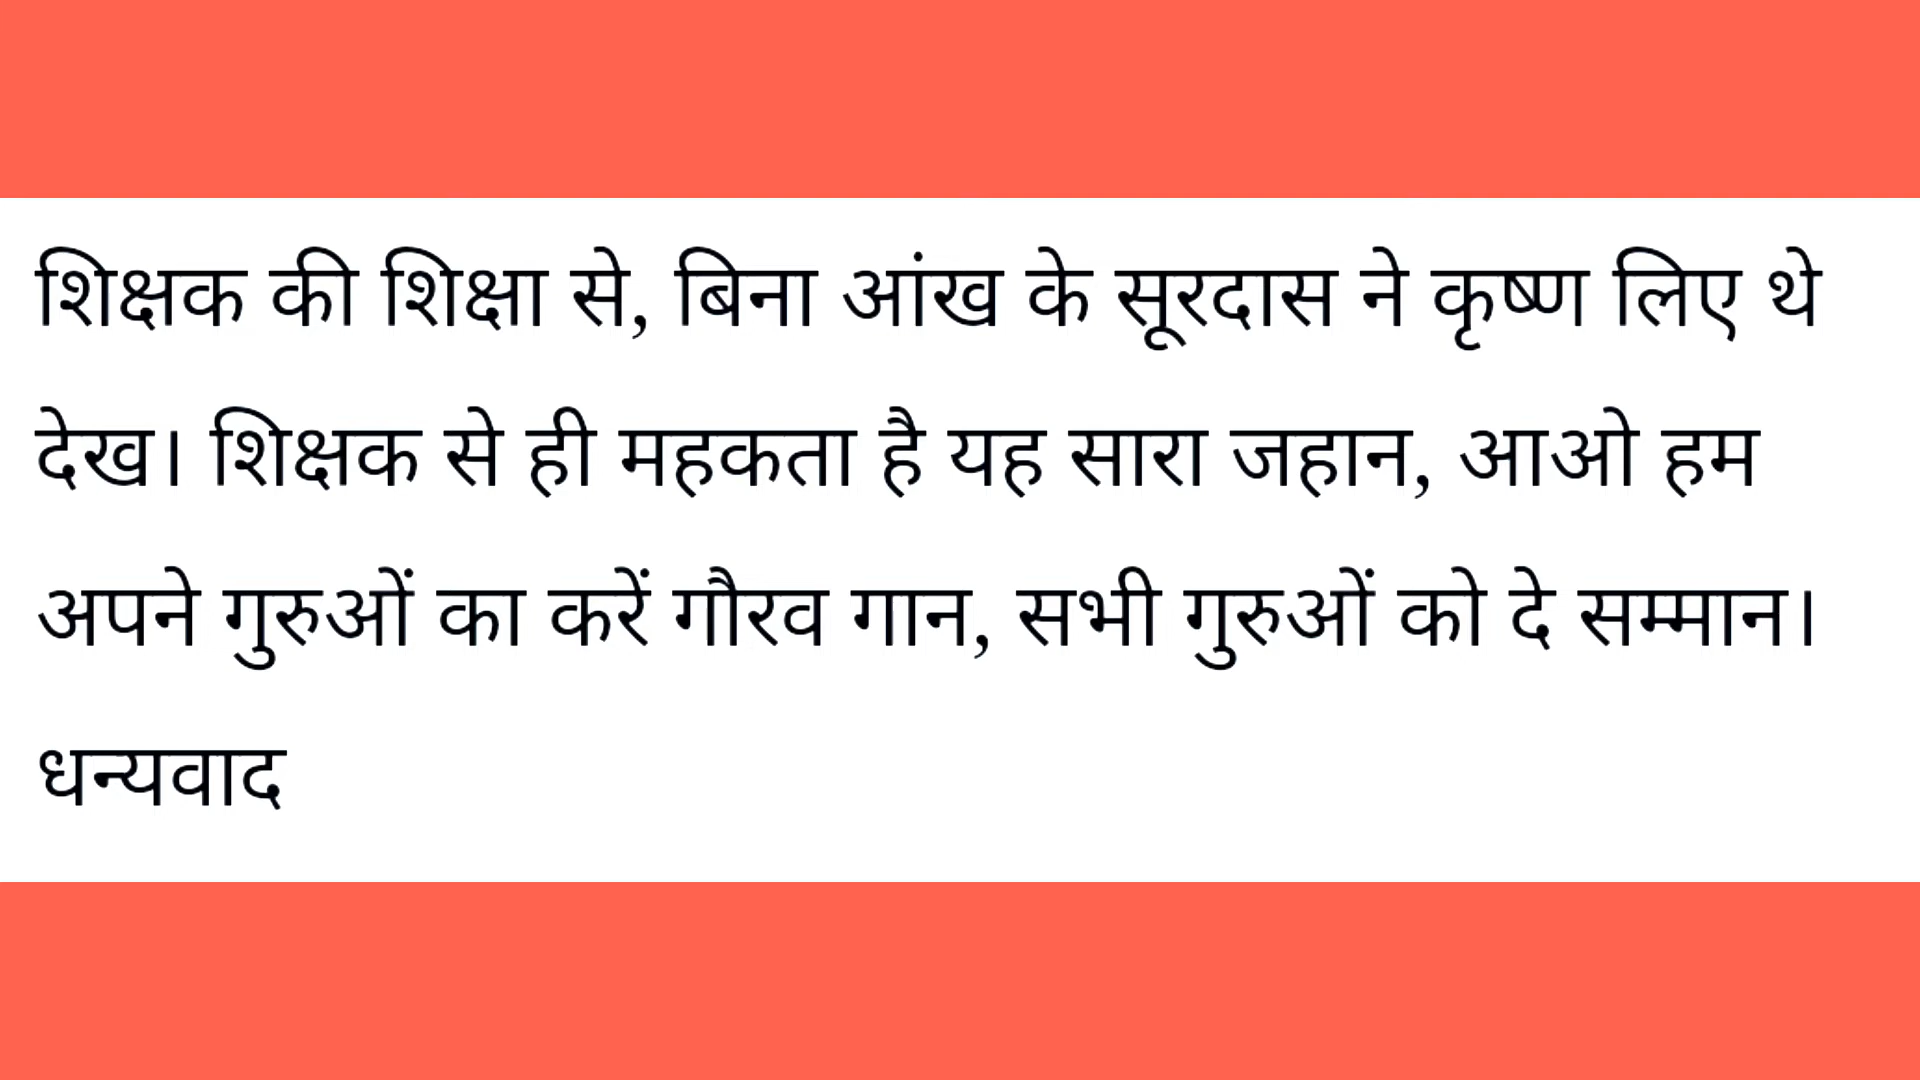 शिक्षक की शिक्षा से, बिना आंख के सूरदास ने कृष्ण लिए थे
देख। शिक्षक से ही महकता है यह सारा जहान, आओ हम
अपने गुरुओं का करें गौरव गान, सभी गुरुओं को दे सम्मान।
धन्यवाद